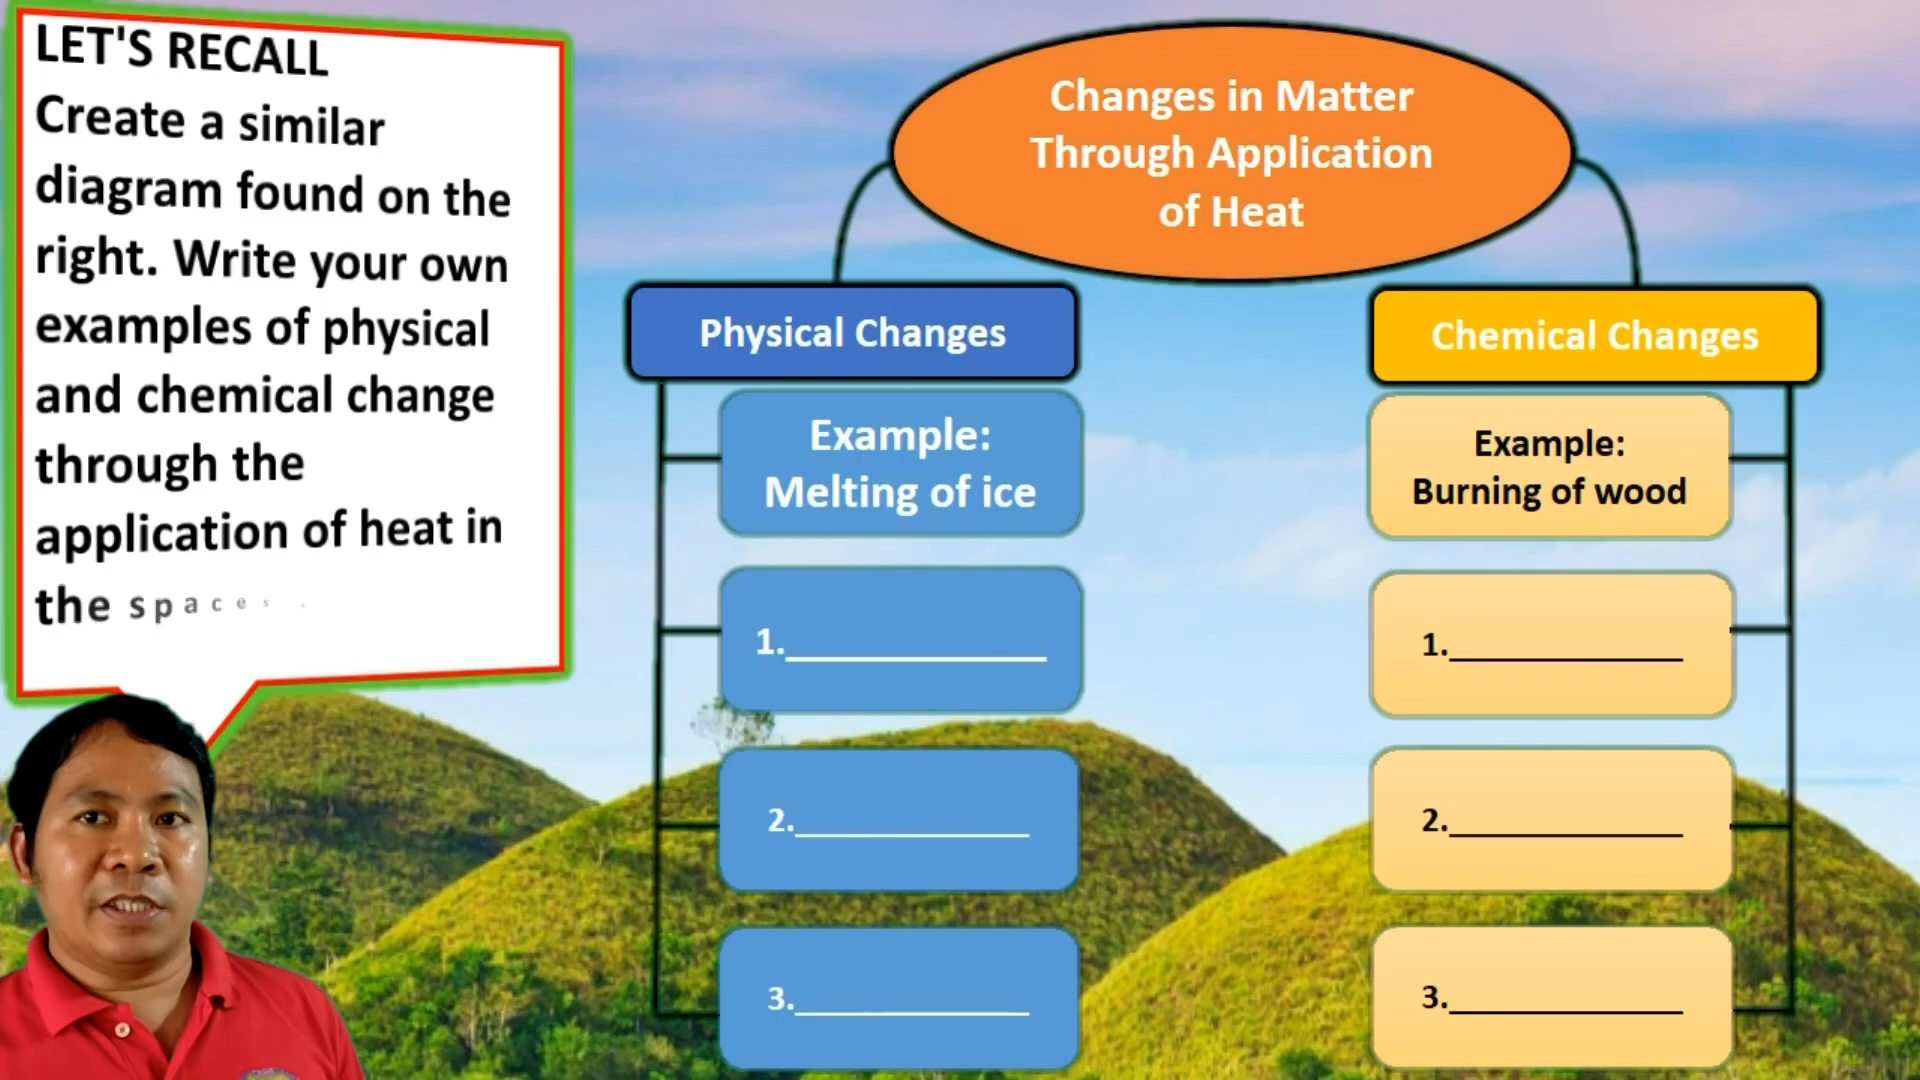 LET'S RECALL
Create a similar
diagram found on the
right. Write your own
examples of physical
and chemical change
through the
application of heat in
the spaces .
Changes in Matter
Through Application
of Heat
Physical Changes
Example:
Melting of ice
1.
2.
3.
Chemical Changes
Example:
Burning of wood
1.
2.
3.